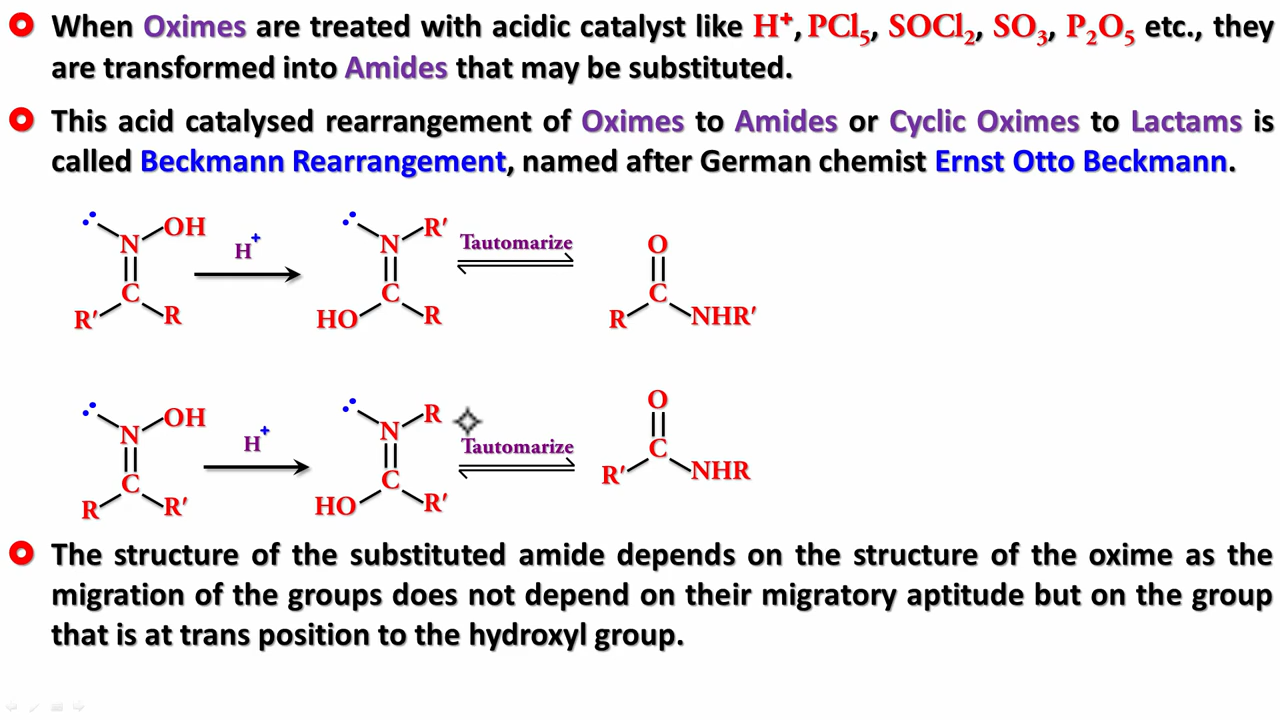 When Oximes are treated with acidic catalyst like H⁺, PCl₅, SOCl₂, SO₃, P₂O₅ etc., they
are transformed into Amides that may be substituted.
This acid catalysed rearrangement of Oximes to Amides or Cyclic Oximes to Lactams is
called Beckmann Rearrangement, named after German chemist Ernst Otto Beckmann.
N OH
C
R' R
H⁺
N R'
C
HO R
Tautomarize
O
C
R NHR'
N OH
C
R R'
H⁺
N R
C
HO R'
Tautomarize
O
C
R' NHR
The structure of the substituted amide depends on the structure of the oxime as the
migration of the groups does not depend on their migratory aptitude but on the group
that is at trans position to the hydroxyl group.